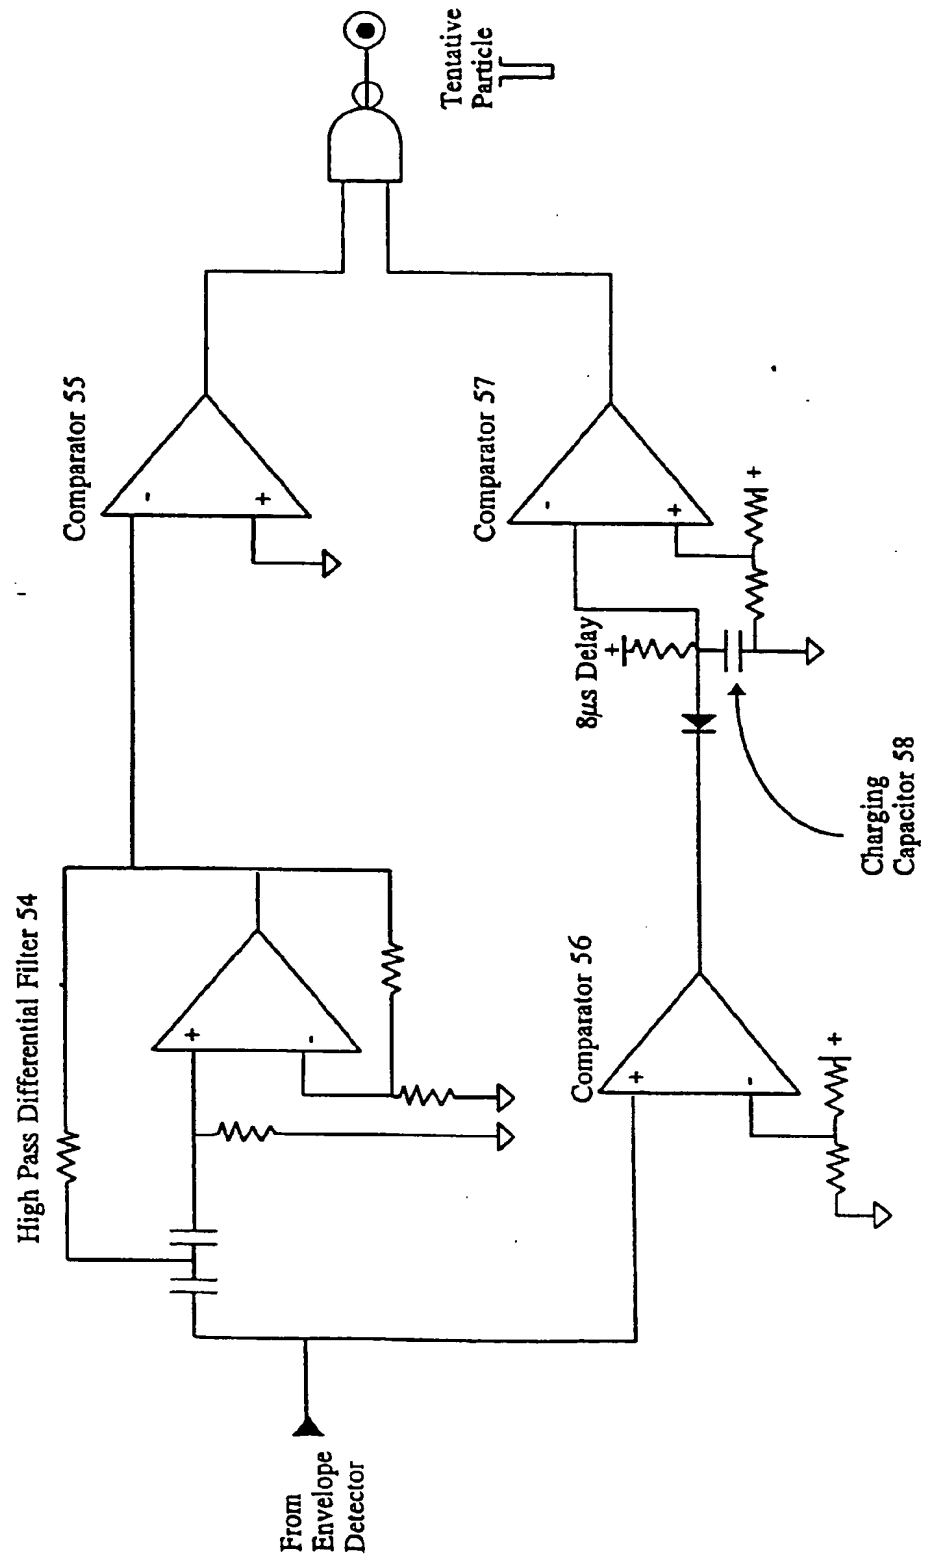 High Pass Differential Filter 54
Comparator 55
Tentative
Particle
-
+
+
-
From
Envelope
Detector
Comparator 56
+
-
+
8μs Delay
+
Comparator 57
-
+
+
Charging
Capacitor 58